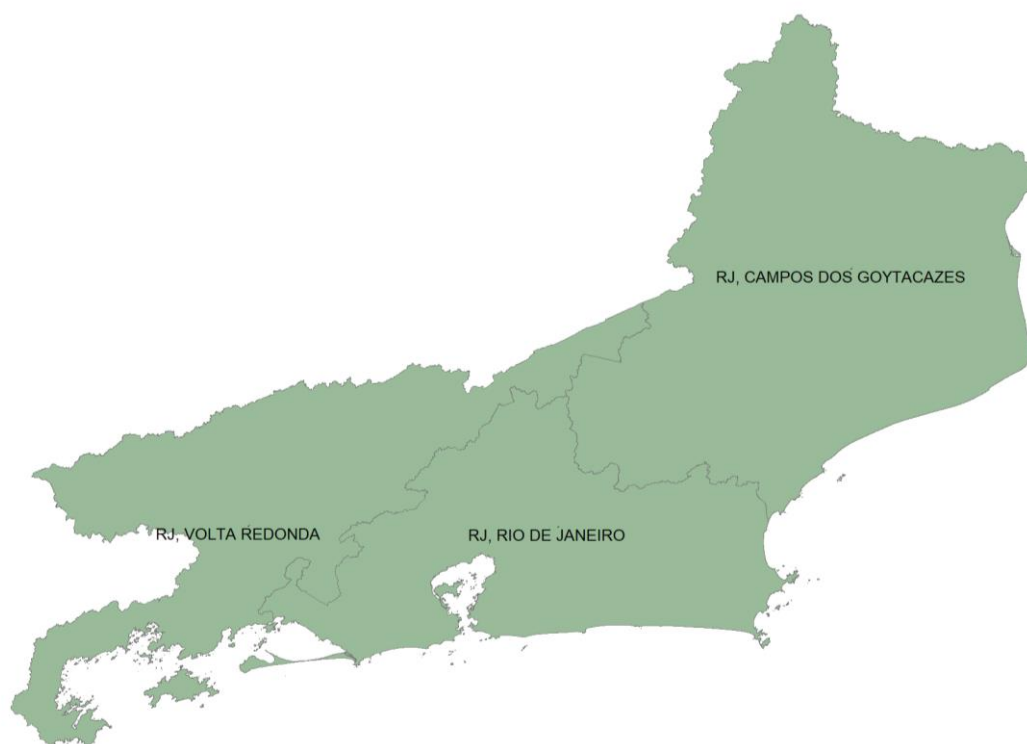 RJ, CAMPOS DOS GOYTACAZES
RJ, VOLTA REDONDA
RJ, RIO DE JANEIRO